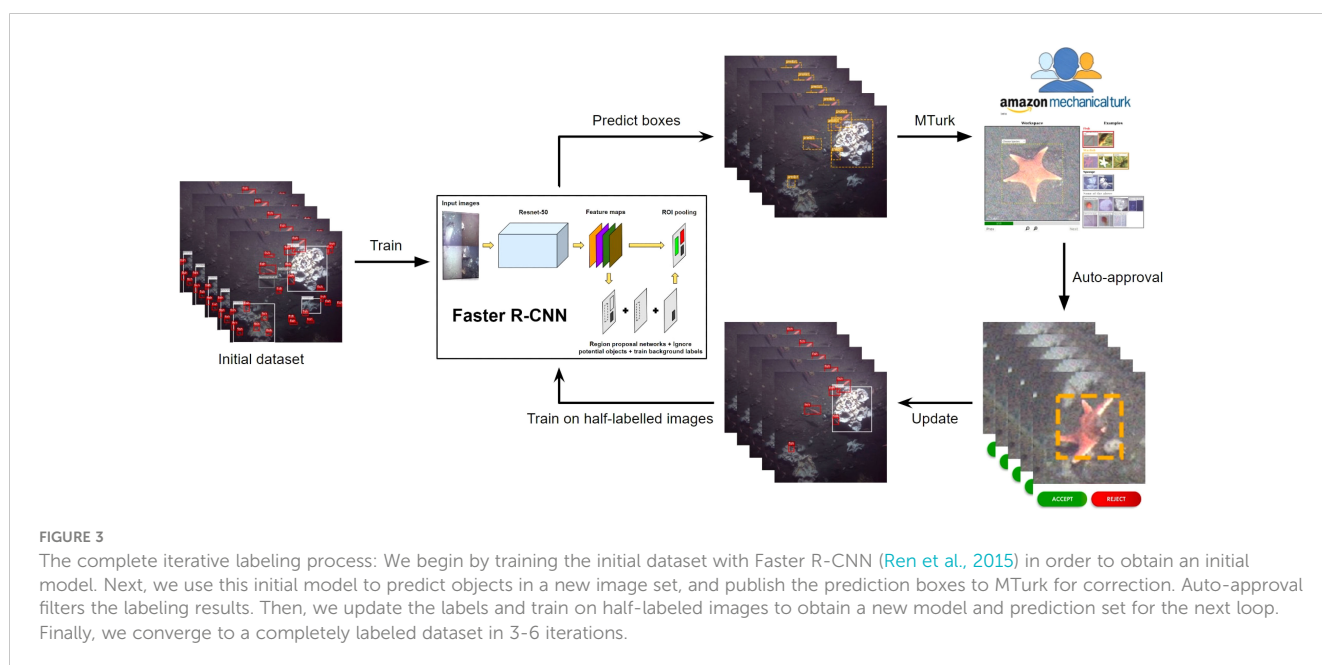 Predict boxes
MTurk
amazon mechanical turk
Workspace
Examples
Train
Input images
Resnet-50
Feature maps
ROI pooling
Faster R-CNN
Region proposal networks + Ignore
potential objects + train background labels
Initial dataset
Auto-approval
Train on half-labelled images
Update
ACCEPT
REJECT
FIGURE 3
The complete iterative labeling process: We begin by training the initial dataset with Faster R-CNN (Ren et al., 2015) in order to obtain an initial
model. Next, we use this initial model to predict objects in a new image set, and publish the prediction boxes to MTurk for correction. Auto-approval
filters the labeling results. Then, we update the labels and train on half-labeled images to obtain a new model and prediction set for the next loop.
Finally, we converge to a completely labeled dataset in 3-6 iterations.